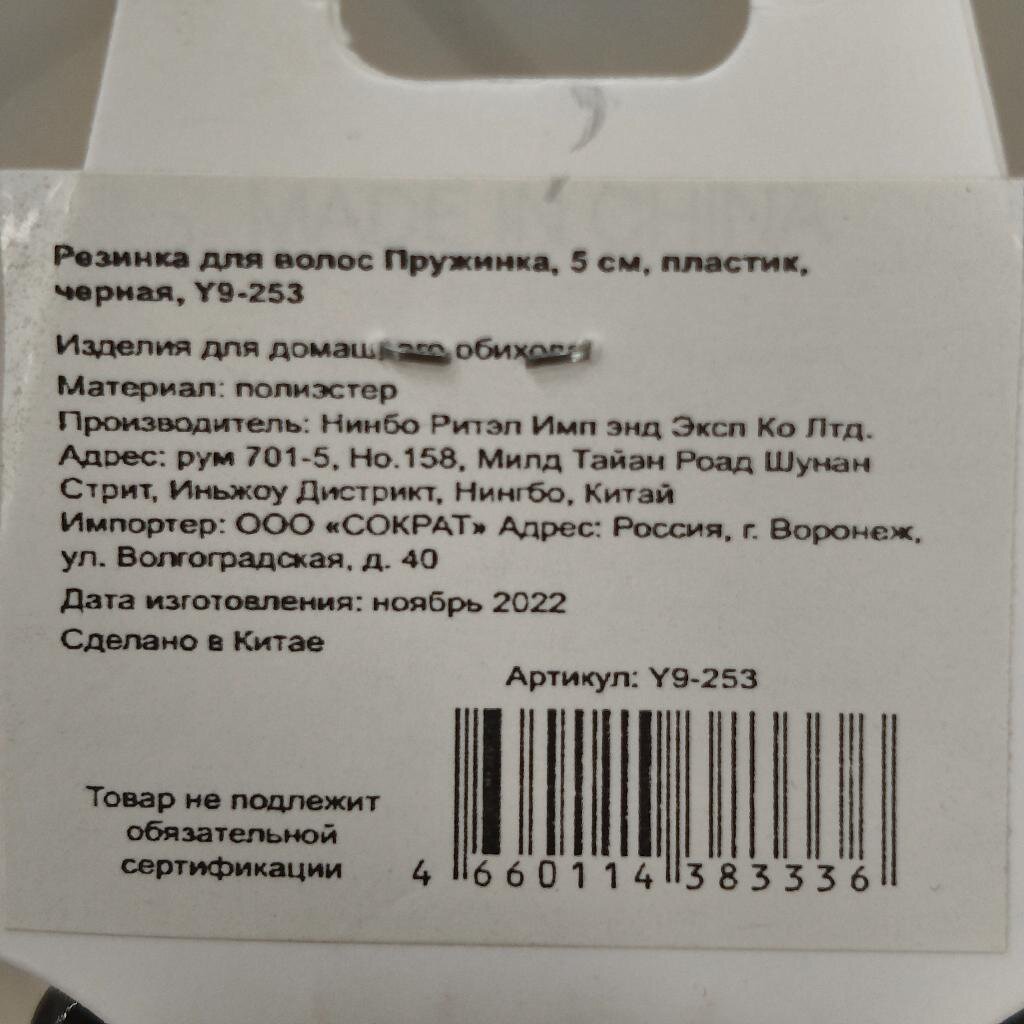 MADE IN CHINA
Резинка для волос Пружинка, 5 см, пластик,
черная, Y9-253
Изделия для
Материал: полиэстер
Производитель: Нинбо Ритэл Имп энд Эксп Ко Лтд.
Адрес: рум 701-5, Но.158, Милд Тайан Роад Шунан
Стрит, Иньжоу Дистрикт, Нингбо, Китай
Импортер: ООО «СОКРАТ» Адрес: Россия, г. Воронеж,
ул. Волгоградская, д. 40
Дата изготовления: ноябрь 2022
Сделано в Китае
Артикул: Y9-253
Товар не подлежит
обязательной
сертификации
4 660114 383336